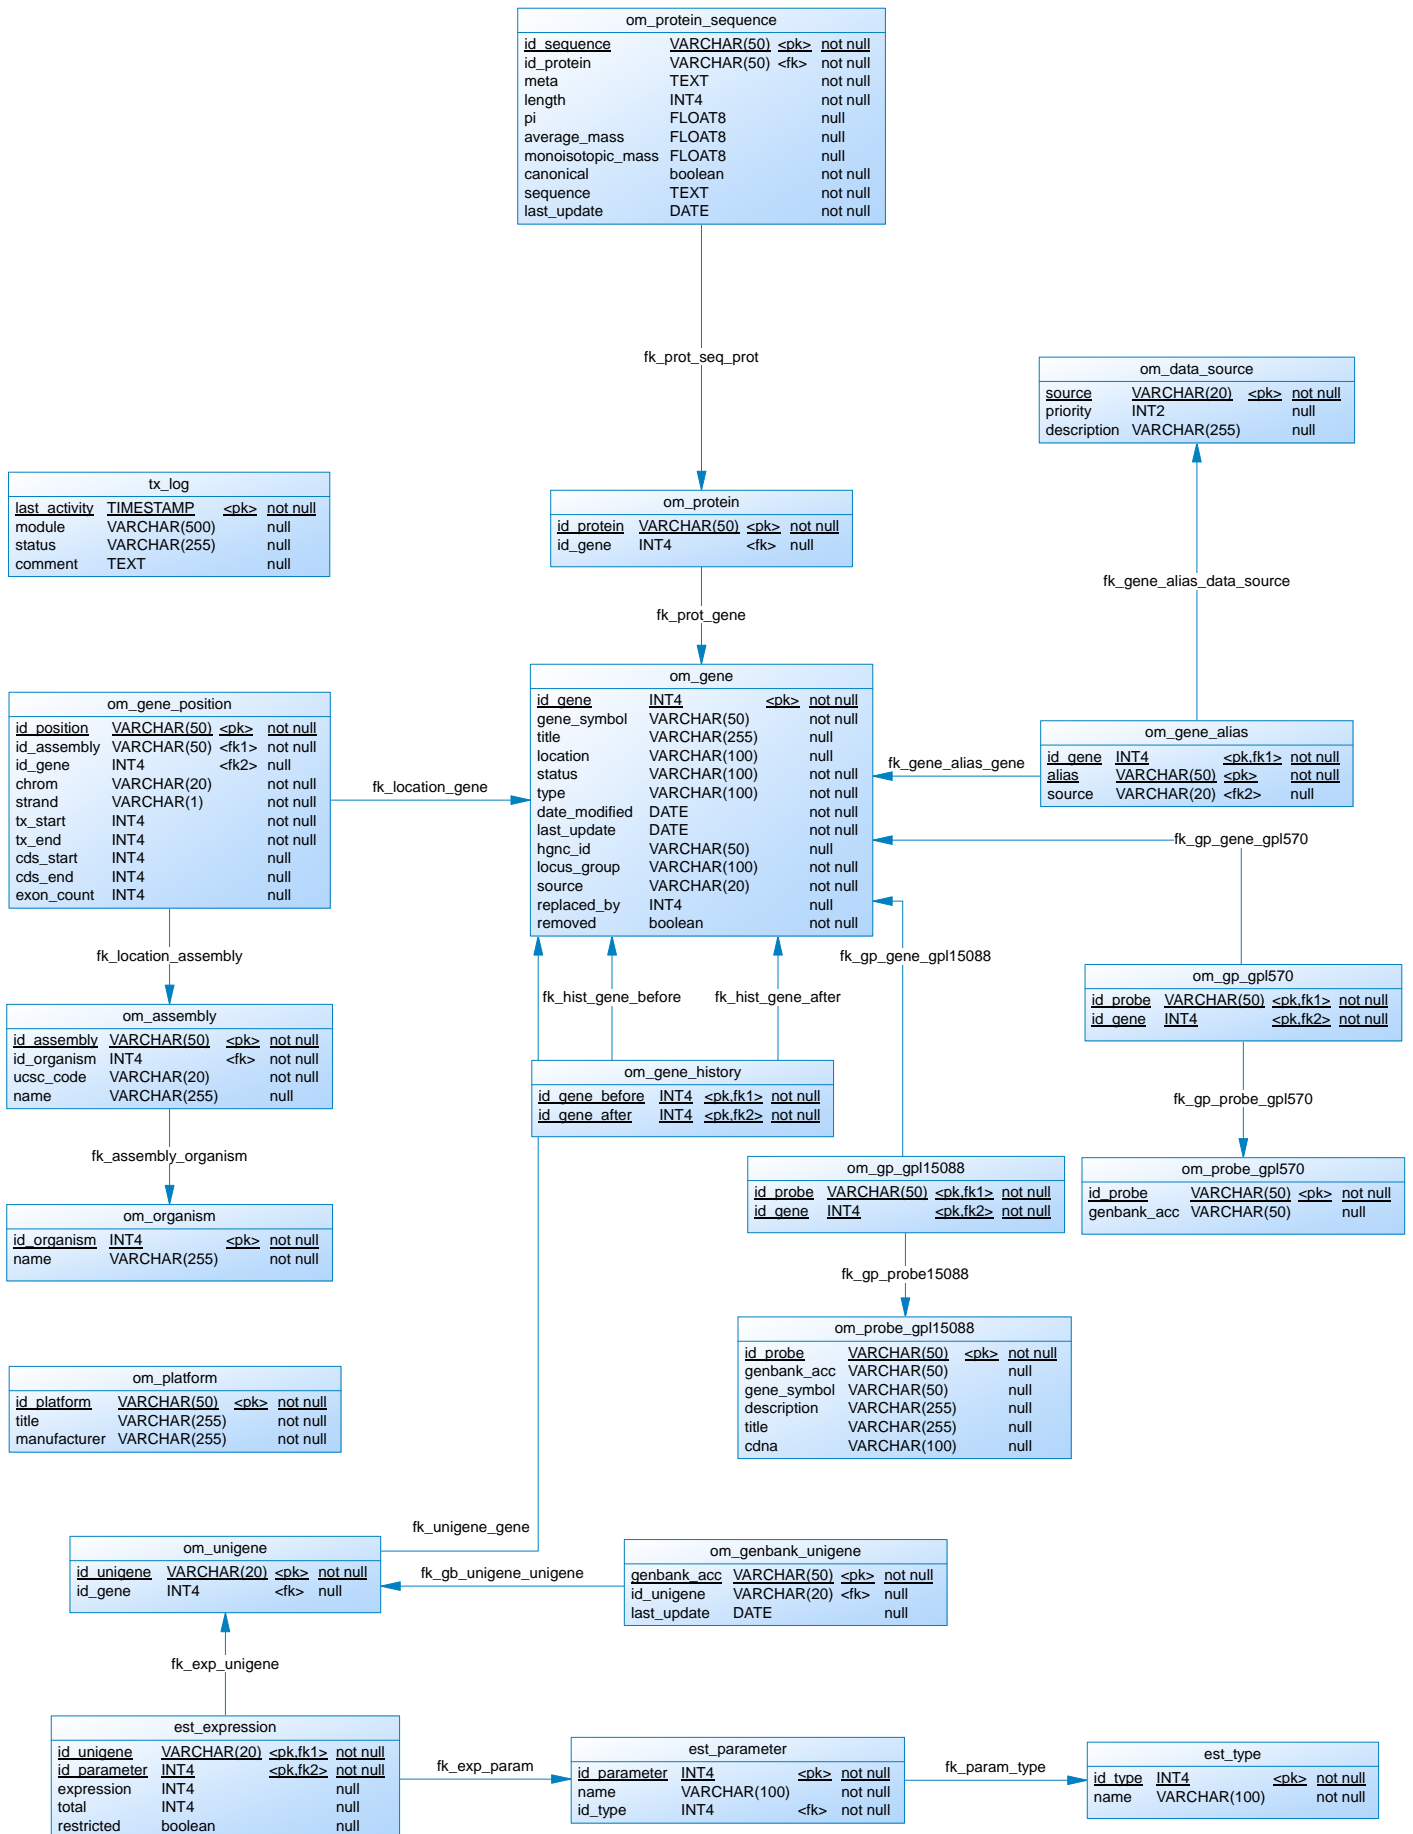 om_protein_sequence
id_sequence VARCHAR(50) <pk> not null
id_protein VARCHAR(50) <fk> not null
meta TEXT not null
length INT4 not null
pi FLOAT8 null
average_mass FLOAT8 null
monoisotopic_mass FLOAT8 null
canonical boolean not null
sequence TEXT not null
last_update DATE not null
fk_prot_seq_prot
om_data_source
source VARCHAR(20) <pk> not null
priority INT2 null
description VARCHAR(255) null
tx_log
last_activity TIMESTAMP <pk> not null
module VARCHAR(500) null
status VARCHAR(255) null
comment TEXT null
om_protein
id_protein VARCHAR(50) <pk> not null
id_gene INT4 <fk> null
fk_gene_alias_data_source
fk_prot_gene
om_gene_position
id_position VARCHAR(50) <pk> not null
id_assembly VARCHAR(50) <fk1> not null
id_gene INT4 <fk2> null
chrom VARCHAR(20) not null
strand VARCHAR(1) not null
tx_start INT4 not null
tx_end INT4 not null
cds_start INT4 null
cds_end INT4 null
exon_count INT4 null
fk_location_gene
om_gene
id_gene INT4 <pk> not null
gene_symbol VARCHAR(50) not null
title VARCHAR(255) null
location VARCHAR(100) null
status VARCHAR(100) not null
type VARCHAR(100) not null
date_modified DATE not null
last_update DATE not null
hgnc_id VARCHAR(50) null
locus_group VARCHAR(100) not null
source VARCHAR(20) not null
replaced_by INT4 null
removed boolean not null
fk_gene_alias_gene
om_gene_alias
id_gene INT4 <pk,fk1> not null
alias VARCHAR(50) <pk> not null
source VARCHAR(20) <fk2> null
fk_gp_gene_gpl570
fk_location_assembly
fk_gp_gene_gpl15088
fk_hist_gene_before
fk_hist_gene_after
om_gp_gpl570
id_probe VARCHAR(50) <pk,fk1> not null
id_gene INT4 <pk,fk2> not null
om_assembly
id_assembly VARCHAR(50) <pk> not null
id_organism INT4 <fk> not null
ucsc_code VARCHAR(20) not null
name VARCHAR(255) null
om_gene_history
id_gene_before INT4 <pk,fk1> not null
id_gene_after INT4 <pk,fk2> not null
fk_gp_probe_gpl570
fk_assembly_organism
om_gp_gpl15088
id_probe VARCHAR(50) <pk,fk1> not null
id_gene INT4 <pk,fk2> not null
om_probe_gpl570
id_probe VARCHAR(50) <pk> not null
genbank_acc VARCHAR(50) null
om_organism
id_organism INT4 <pk> not null
name VARCHAR(255) not null
fk_gp_probe15088
om_probe_gpl15088
id_probe VARCHAR(50) <pk> not null
genbank_acc VARCHAR(50) null
gene_symbol VARCHAR(50) null
description VARCHAR(255) null
title VARCHAR(255) null
cdna VARCHAR(100) null
om_platform
id_platform VARCHAR(50) <pk> not null
title VARCHAR(255) not null
manufacturer VARCHAR(255) not null
fk_unigene_gene
om_unigene
id_unigene VARCHAR(20) <pk> not null
id_gene INT4 <fk> null
fk_gb_unigene_unigene
om_genbank_unigene
genbank_acc VARCHAR(50) <pk> not null
id_unigene VARCHAR(20) <fk> null
last_update DATE null
fk_exp_unigene
est_expression
id_unigene VARCHAR(20) <pk,fk1> not null
id_parameter INT4 <pk,fk2> not null
expression INT4 null
total INT4 null
restricted boolean null
fk_exp_param
est_parameter
id_parameter INT4 <pk> not null
name VARCHAR(100) not null
id_type INT4 <fk> not null
fk_param_type
est_type
id_type INT4 <pk> not null
name VARCHAR(100) not null